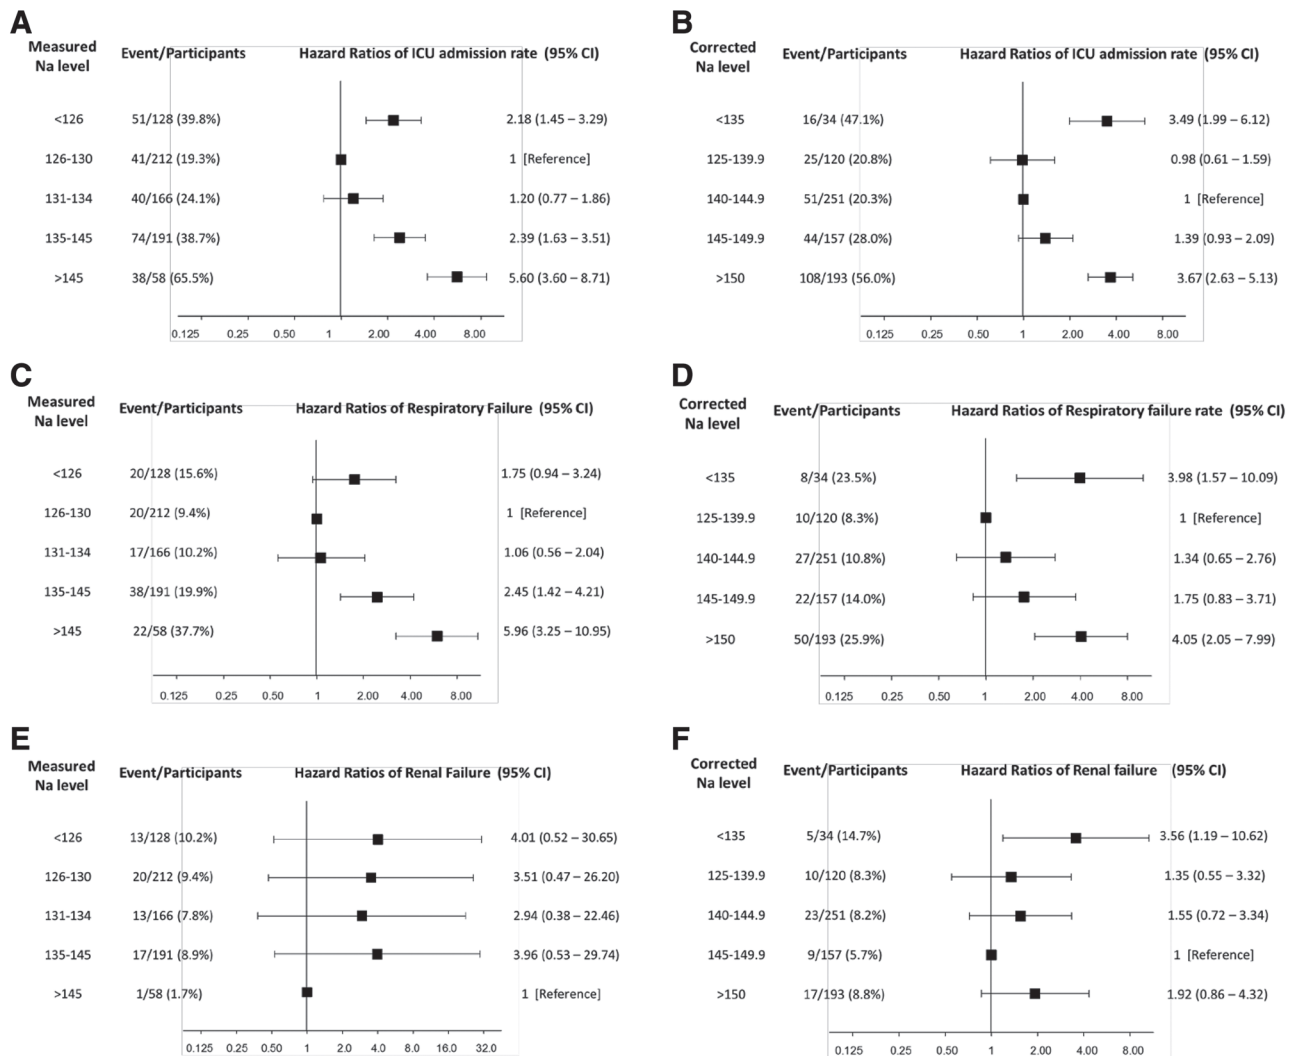 A
Measured
Na level
Event/Participants
Hazard Ratios of ICU admission rate (95% CI)
<126 51/128 (39.8%) 2.18 (1.45 – 3.29)
126-130 41/212 (19.3%) 1 [Reference]
131-134 40/166 (24.1%) 1.20 (0.77 – 1.86)
135-145 74/191 (38.7%) 2.39 (1.63 – 3.51)
>145 38/58 (65.5%) 5.60 (3.60 – 8.71)
0.125 0.25 0.50 1 2.00 4.00 8.00
B
Corrected
Na level
Event/Participants
Hazard Ratios of ICU admission rate (95% CI)
<135 16/34 (47.1%) 3.49 (1.99 – 6.12)
125-139.9 25/120 (20.8%) 0.98 (0.61 – 1.59)
140-144.9 51/251 (20.3%) 1 [Reference]
145-149.9 44/157 (28.0%) 1.39 (0.93 – 2.09)
>150 108/193 (56.0%) 3.67 (2.63 – 5.13)
0.125 0.25 0.50 1 2.00 4.00 8.00
C
Measured
Na level
Event/Participants
Hazard Ratios of Respiratory Failure (95% CI)
<126 20/128 (15.6%) 1.75 (0.94 – 3.24)
126-130 20/212 (9.4%) 1 [Reference]
131-134 17/166 (10.2%) 1.06 (0.56 – 2.04)
135-145 38/191 (19.9%) 2.45 (1.42 – 4.21)
>145 22/58 (37.7%) 5.96 (3.25 – 10.95)
0.125 0.25 0.50 1 2.00 4.00 8.00
D
Corrected
Na level
Event/Participants
Hazard Ratios of Respiratory failure rate (95% CI)
<135 8/34 (23.5%) 3.98 (1.57 – 10.09)
125-139.9 10/120 (8.3%) 1 [Reference]
140-144.9 27/251 (10.8%) 1.34 (0.65 – 2.76)
145-149.9 22/157 (14.0%) 1.75 (0.83 – 3.71)
>150 50/193 (25.9%) 4.05 (2.05 – 7.99)
0.125 0.25 0.50 1 2.00 4.00 8.00
E
Measured
Na level
Event/Participants
Hazard Ratios of Renal Failure (95% CI)
<126 13/128 (10.2%) 4.01 (0.52 – 30.65)
126-130 20/212 (9.4%) 3.51 (0.47 – 26.20)
131-134 13/166 (7.8%) 2.94 (0.38 – 22.46)
135-145 17/191 (8.9%) 3.96 (0.53 – 29.74)
>145 1/58 (1.7%) 1 [Reference]
0.125 0.25 0.50 1 2.0 4.0 8.0 16.0 32.0
F
Corrected
Na level
Event/Participants
Hazard Ratios of Renal failure (95% CI)
<135 5/34 (14.7%) 3.56 (1.19 – 10.62)
125-139.9 10/120 (8.3%) 1.35 (0.55 – 3.32)
140-144.9 23/251 (8.2%) 1.55 (0.72 – 3.34)
145-149.9 9/157 (5.7%) 1 [Reference]
>150 17/193 (8.8%) 1.92 (0.86 – 4.32)
0.125 0.25 0.50 1 2.00 4.00 8.00